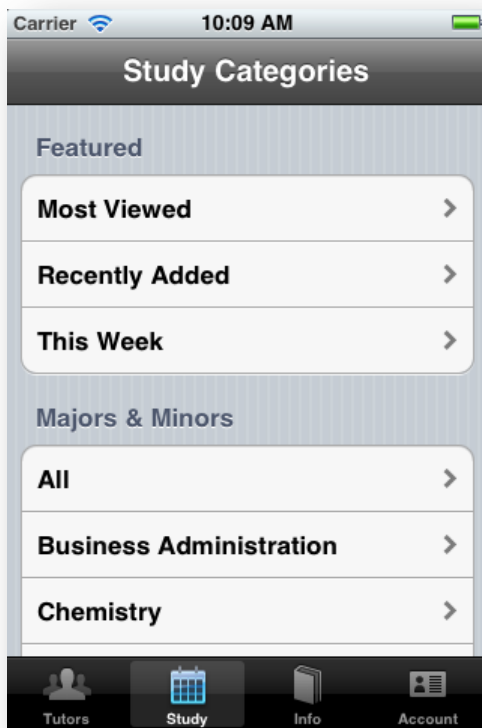 Carrier 10:09 AM
Study Categories
Featured
Most Viewed
Recently Added
This Week
Majors & Minors
All
Business Administration
Chemistry
Tutors Study Info Account